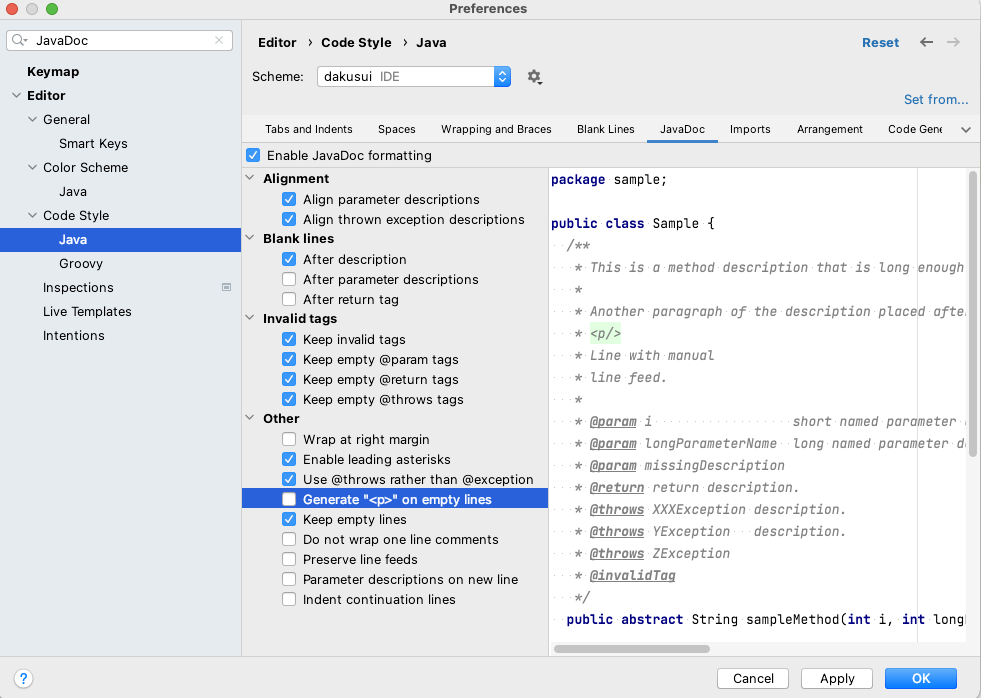 Preferences
JavaDoc
Keymap
Editor
General
Smart Keys
Color Scheme
Java
Code Style
Java
Groovy
Inspections
Live Templates
Intentions
Editor › Code Style › Java
Reset
Scheme: dakusui IDE
Set from...
Tabs and Indents Spaces Wrapping and Braces Blank Lines JavaDoc Imports Arrangement Code Gene
Enable JavaDoc formatting
Alignment
Align parameter descriptions
Align thrown exception descriptions
Blank lines
After description
After parameter descriptions
After return tag
Invalid tags
Keep invalid tags
Keep empty @param tags
Keep empty @return tags
Keep empty @throws tags
Other
Wrap at right margin
Enable leading asterisks
Use @throws rather than @exception
Generate "<p>" on empty lines
Keep empty lines
Do not wrap one line comments
Preserve line feeds
Parameter descriptions on new line
Indent continuation lines
package sample;
public class Sample {
/**
* This is a method description that is long enough
*
* Another paragraph of the description placed afte
* <p/>
* Line with manual
* line feed.
*
* @param i short named parameter
* @param longParameterName long named parameter d
* @param missingDescription
* @return return description.
* @throws XXXException description.
* @throws YException description.
* @throws ZException
* @invalidTag
*/
public abstract String sampleMethod(int i, int long
?
Cancel
Apply
OK